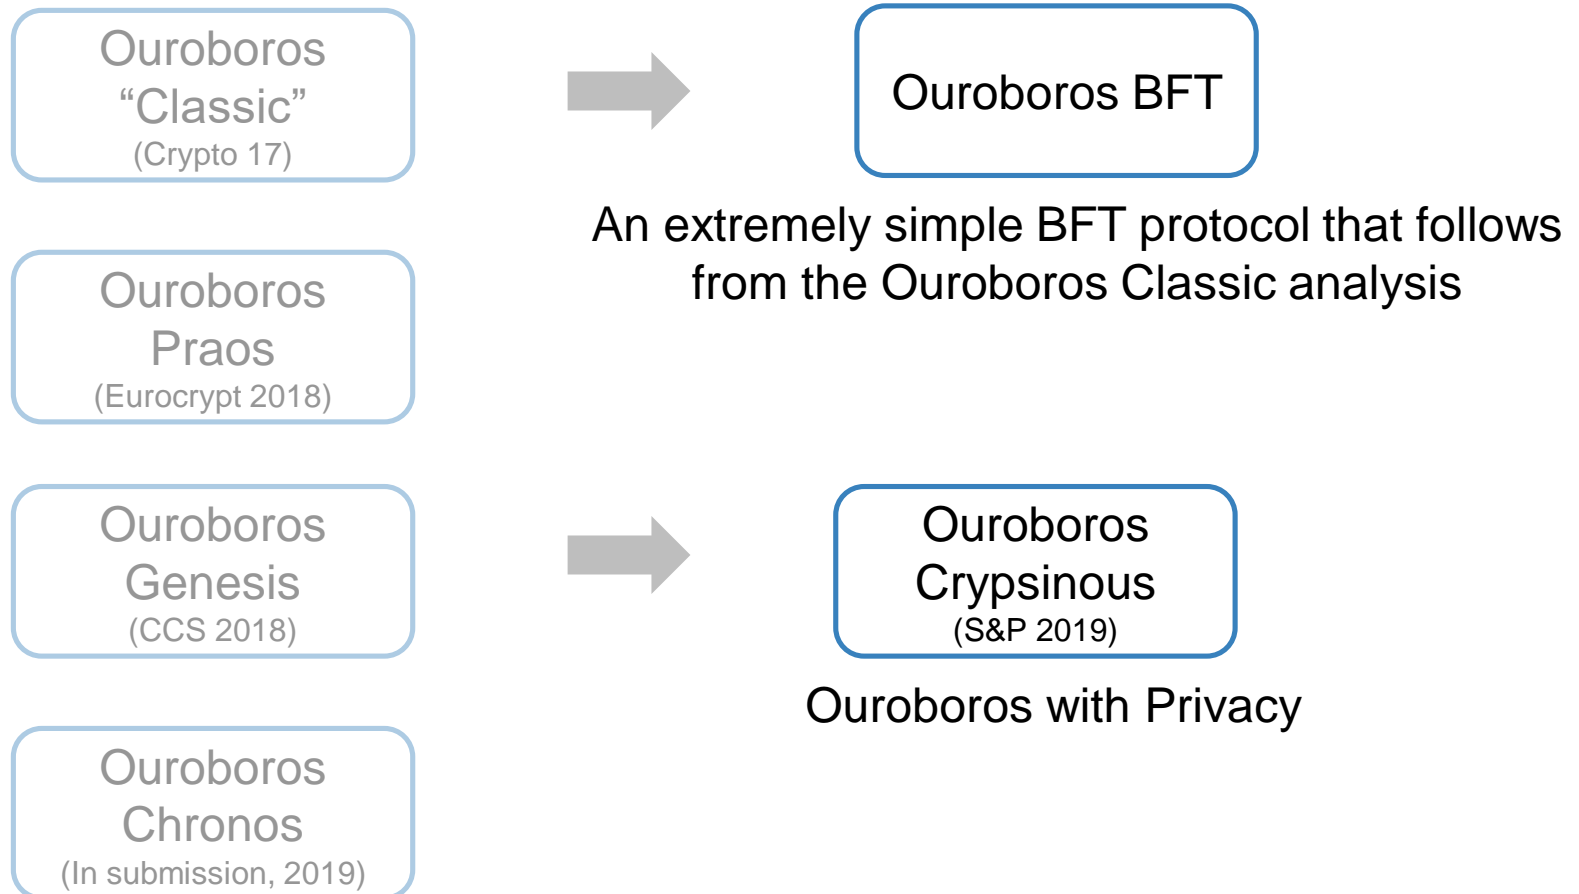 Ouroboros
“Classic”
(Crypto 17)
Ouroboros BFT
An extremely simple BFT protocol that follows
from the Ouroboros Classic analysis
Ouroboros
Praos
(Eurocrypt 2018)
Ouroboros
Genesis
(CCS 2018)
Ouroboros
Crypsinous
(S&P 2019)
Ouroboros with Privacy
Ouroboros
Chronos
(In submission, 2019)